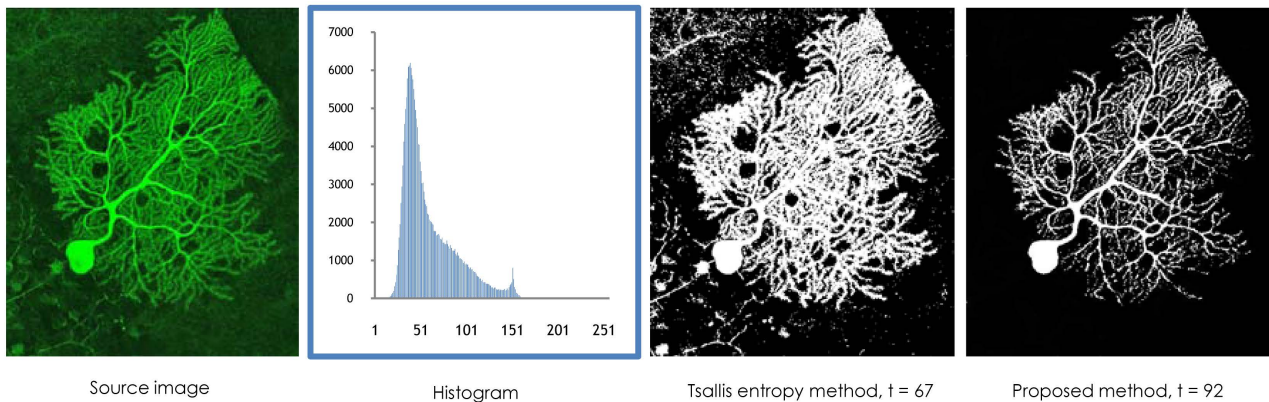 7000
6000
5000
4000
3000
2000
1000
0
1 51 101 151 201 251
Source image
Histogram
Tsallis entropy method, t = 67
Proposed method, t = 92